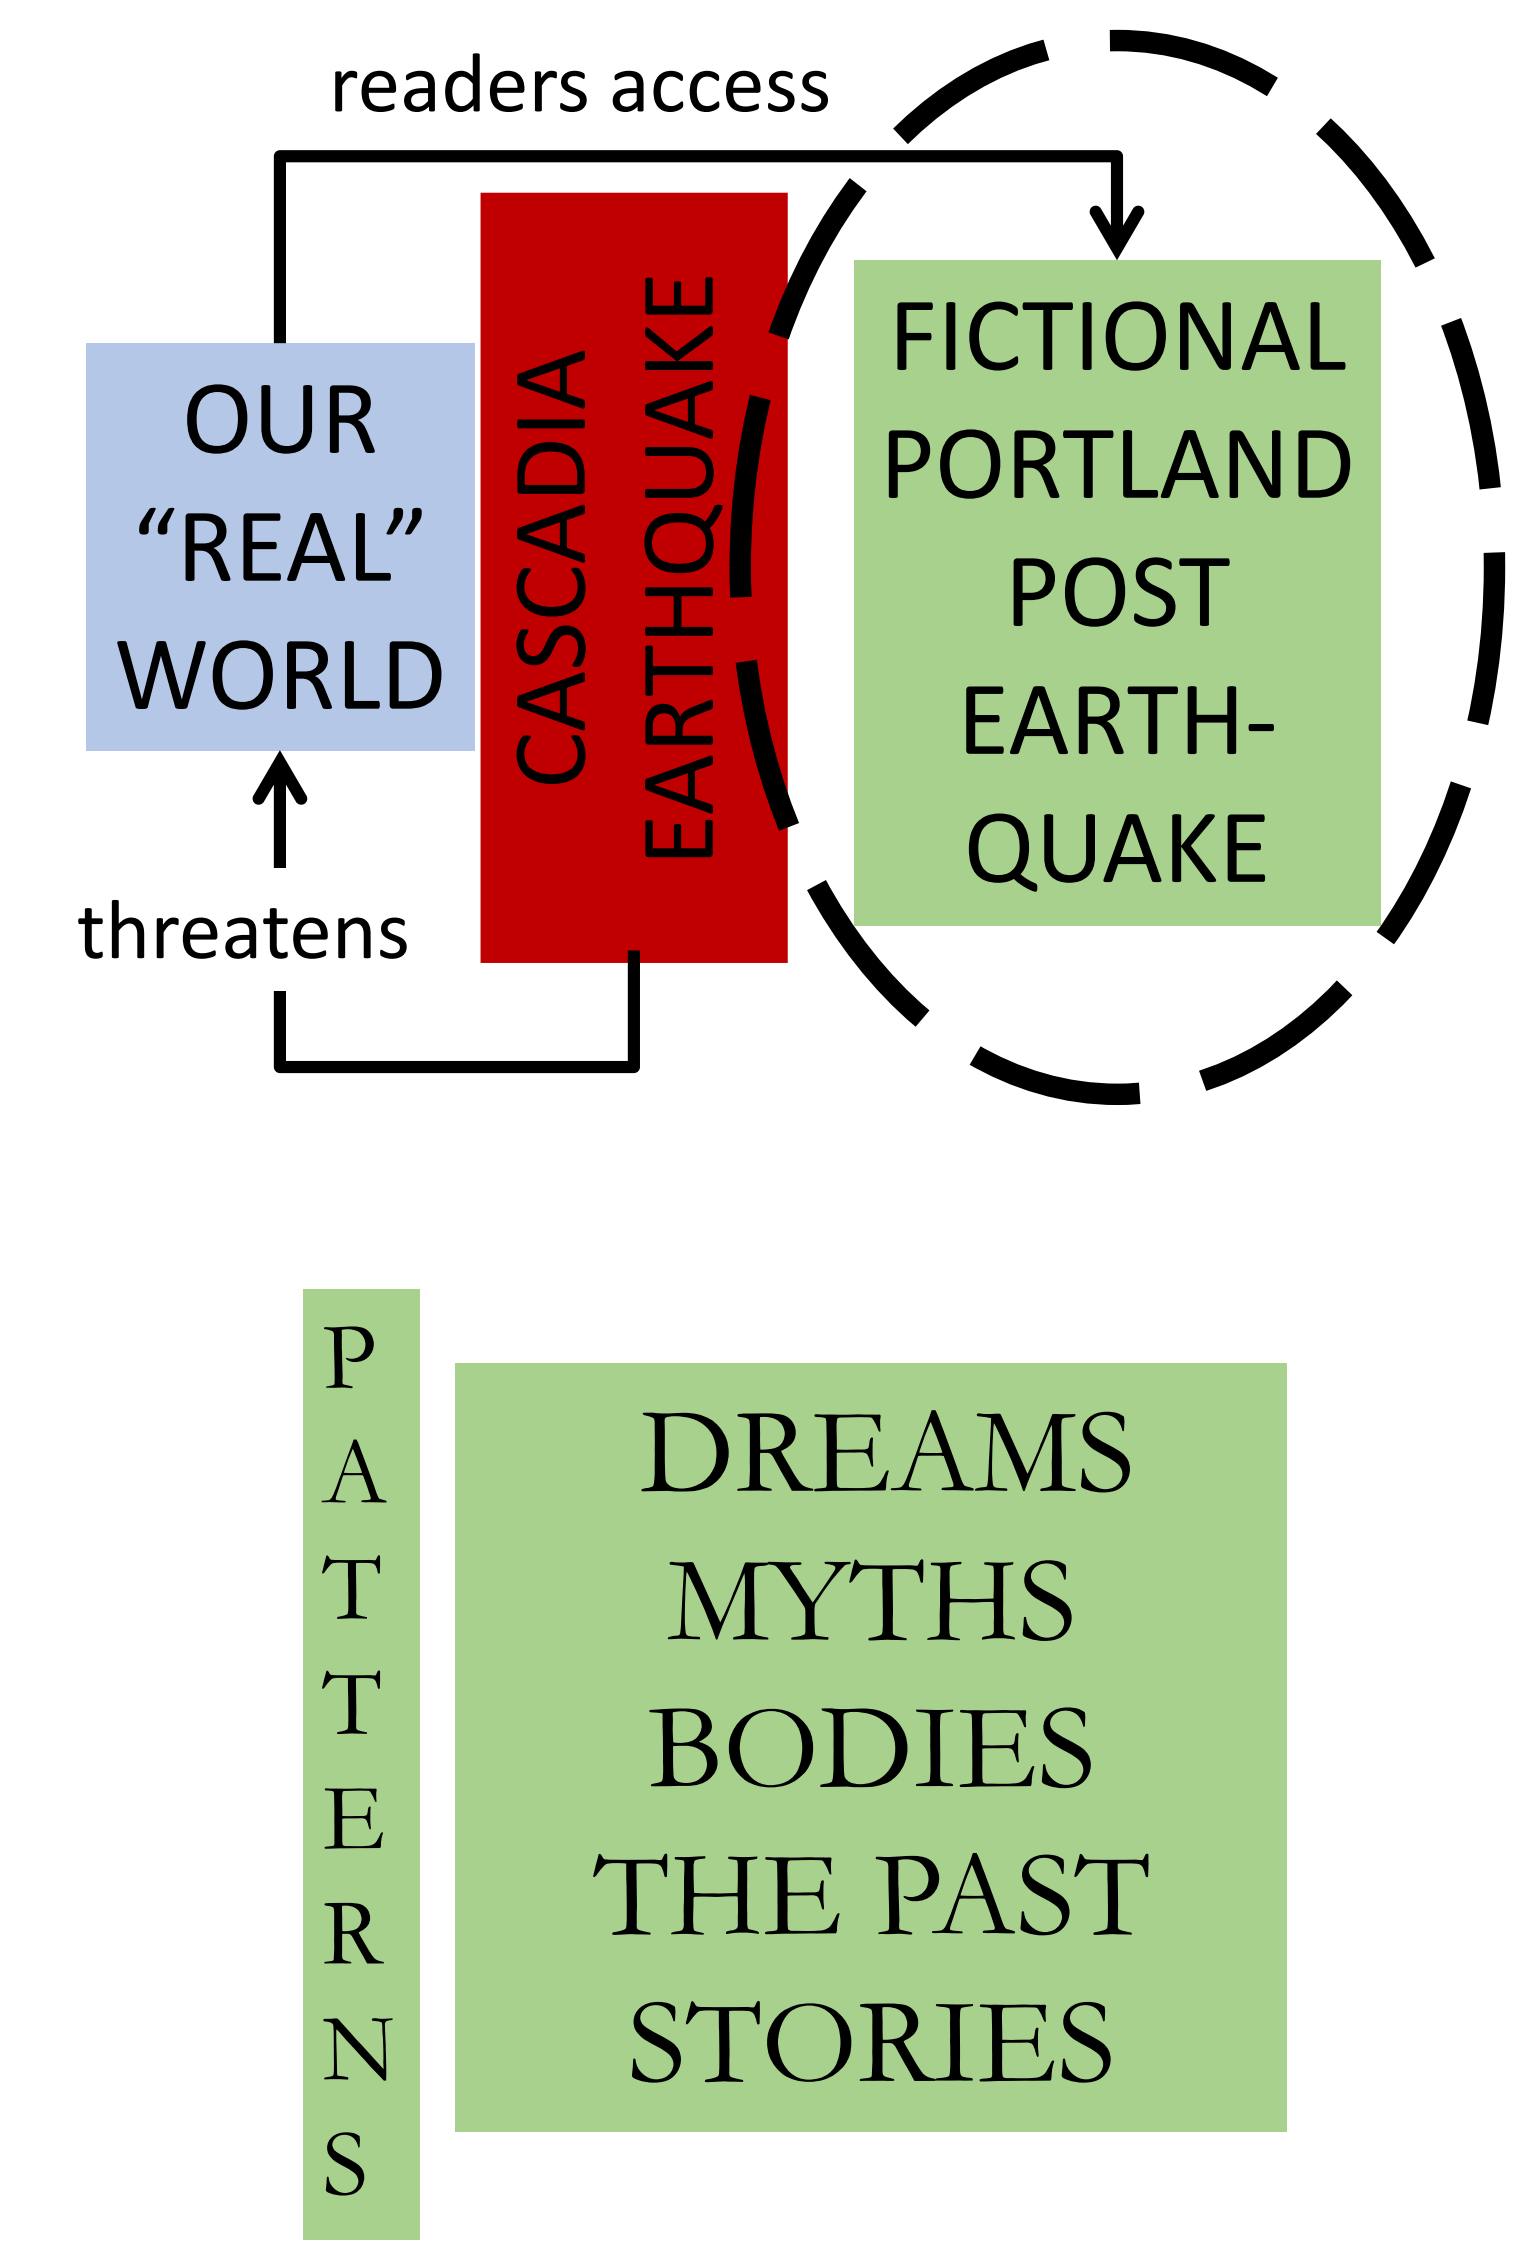 readers access
OUR
“REAL”
WORLD
CASCADIA
EARTHQUAKE
FICTIONAL
PORTLAND
POST
EARTH-
QUAKE
threatens
PATTERNS
DREAMS
MYTHS
BODIES
THE PAST
STORIES